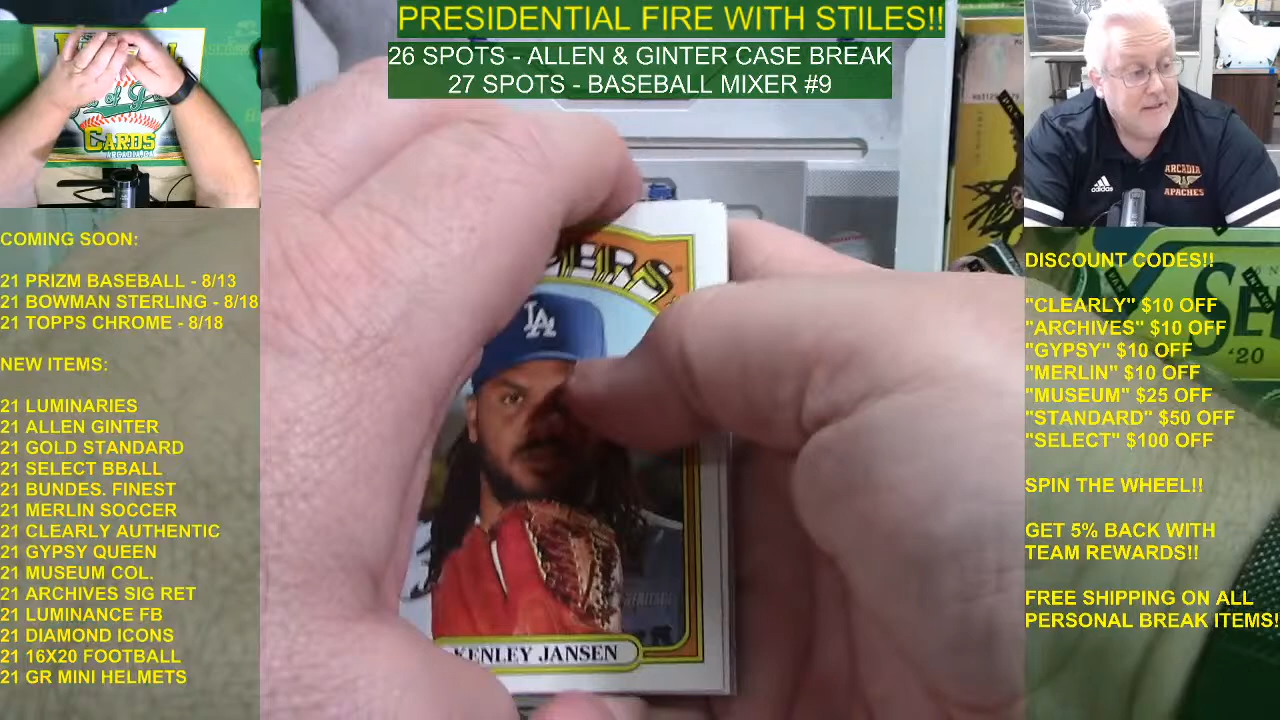 PRESIDENTIAL FIRE WITH STILES!!
26 SPOTS - ALLEN & GINTER CASE BREAK
27 SPOTS - BASEBALL MIXER #9
CARDS
COMING SOON:
21 PRIZM BASEBALL - 8/13
21 BOWMAN STERLING - 8/18
21 TOPPS CHROME - 8/18
NEW ITEMS:
21 LUMINARIES
21 ALLEN GINTER
21 GOLD STANDARD
21 SELECT BBALL
21 BUNDES. FINEST
21 MERLIN SOCCER
21 CLEARLY AUTHENTIC
21 GYPSY QUEEN
21 MUSEUM COL.
21 ARCHIVES SIG RET
21 LUMINANCE FB
21 DIAMOND ICONS
21 16X20 FOOTBALL
21 GR MINI HELMETS
LA
HERITAGE
KENLEY JANSEN
adidas
ARCADIA
A
APACHES
DISCOUNT CODES!!
"CLEARLY" $10 OFF
"ARCHIVES" $10 OFF
"GYPSY" $10 OFF
"MERLIN" $10 OFF
"MUSEUM" $25 OFF
"STANDARD" $50 OFF
"SELECT" $100 OFF
SPIN THE WHEEL!!
GET 5% BACK WITH
TEAM REWARDS!!
FREE SHIPPING ON ALL
PERSONAL BREAK ITEMS!
'20